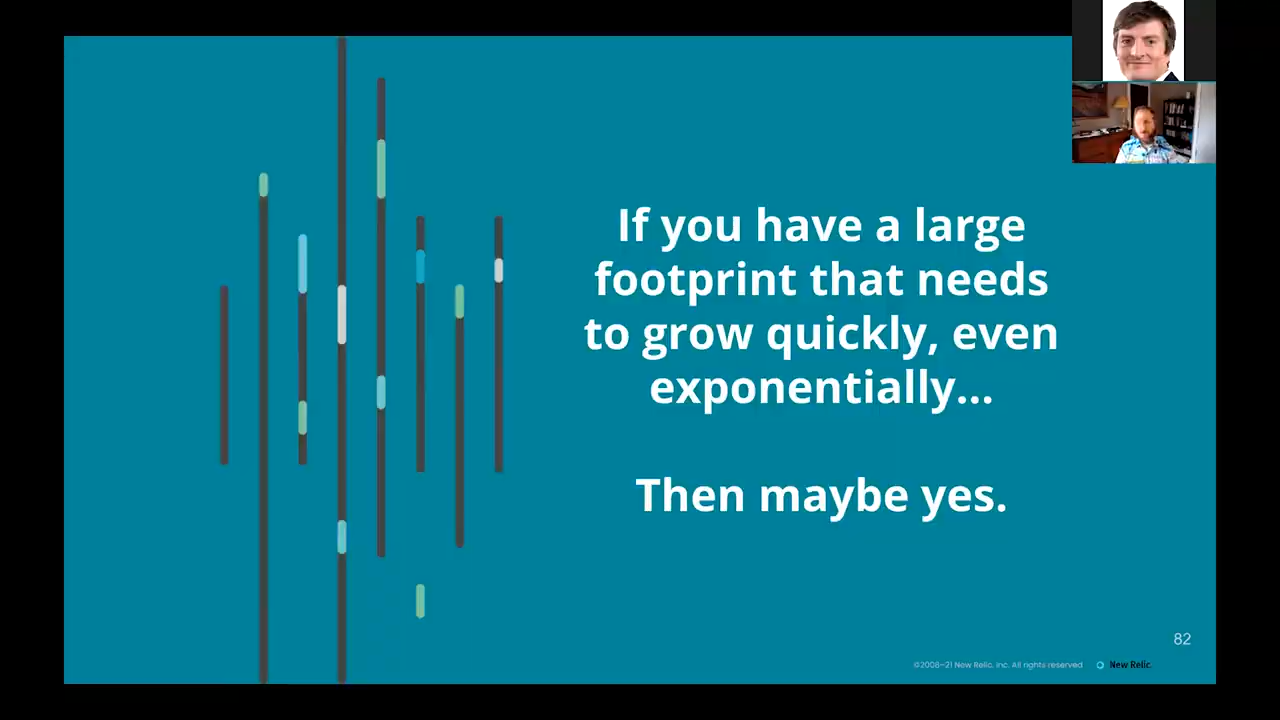 If you have a large
footprint that needs
to grow quickly, even
exponentially...
Then maybe yes.
82
©2008–21 New Relic, Inc. All rights reserved
New Relic